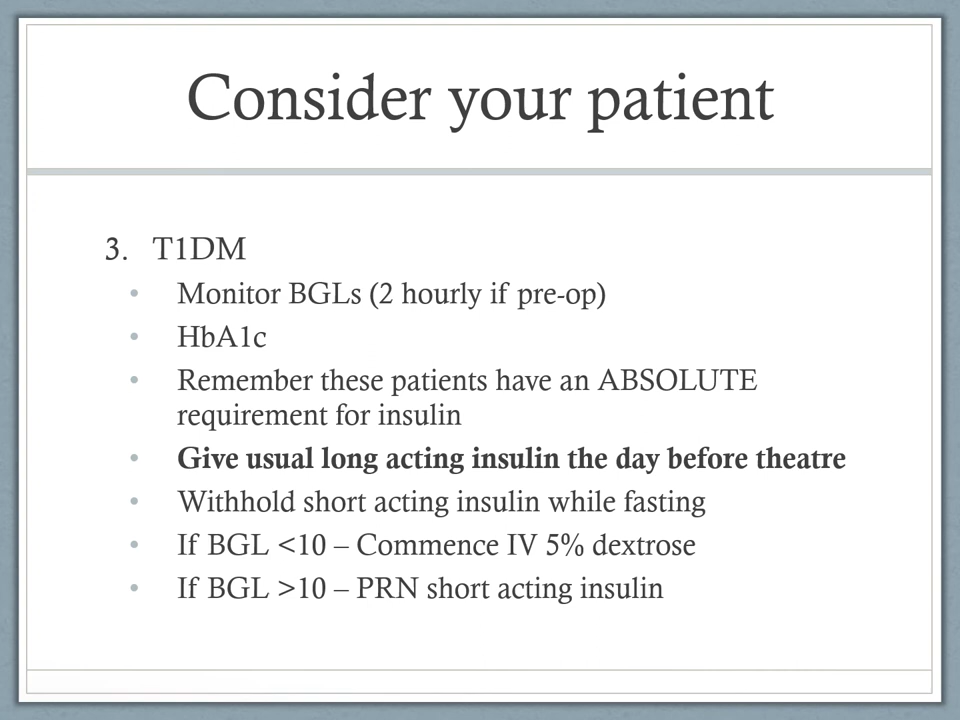 Consider your patient
3. T1DM
• Monitor BGLs (2 hourly if pre-op)
• HbA1c
• Remember these patients have an ABSOLUTE
requirement for insulin
• Give usual long acting insulin the day before theatre
• Withhold short acting insulin while fasting
• If BGL <10 – Commence IV 5% dextrose
• If BGL >10 – PRN short acting insulin